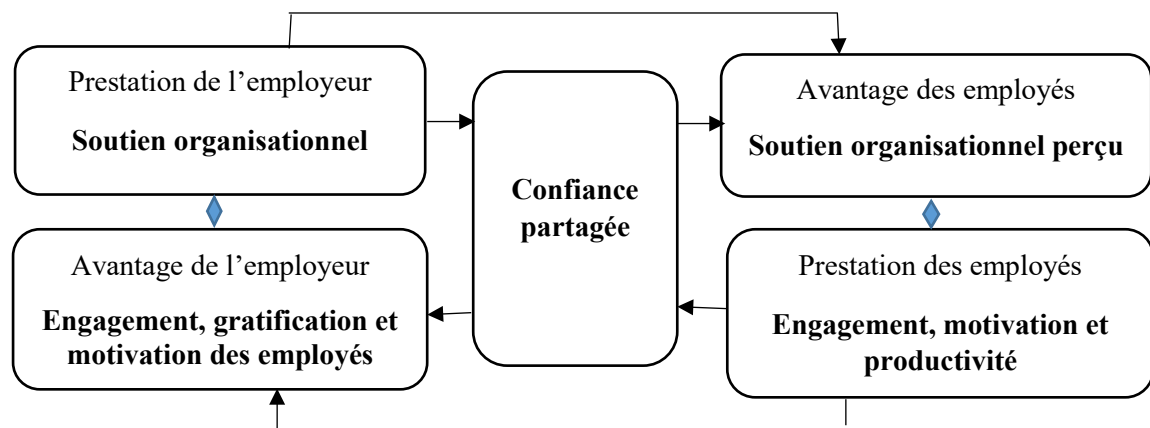 Prestation de l’employeur
Soutien organisationnel
Avantage des employés
Soutien organisationnel perçu
Confiance
partagée
Avantage de l’employeur
Engagement, gratification et
motivation des employés
Prestation des employés
Engagement, motivation et
productivité